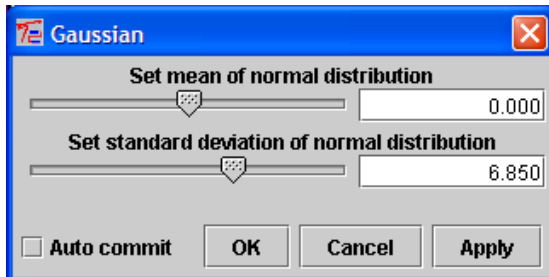 Gaussian
Set mean of normal distribution
0.000
Set standard deviation of normal distribution
6.850
Auto commit OK Cancel Apply